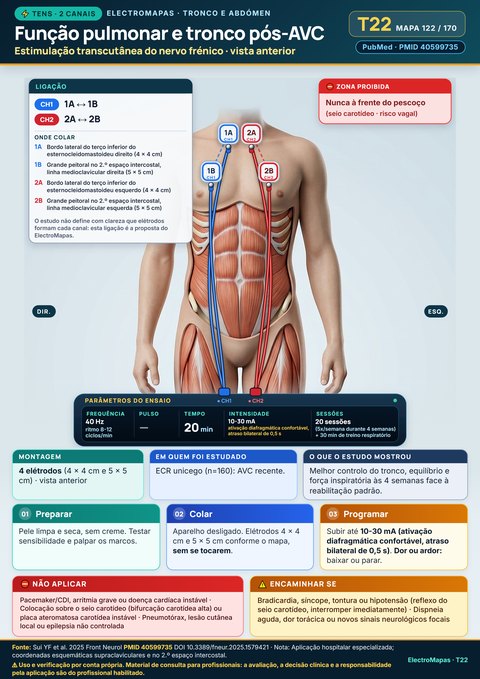 TENS · 2 CANAIS
ELECTROMAPAS · TRONCO E ABDÓMEN
Função pulmonar e tronco pós-AVC
Estimulação transcutânea do nervo frénico · vista anterior
T22 MAPA 122 / 170
PubMed · PMID 40599735
LIGAÇÃO
CH1 1A ↔ 1B
CH2 2A ↔ 2B
ONDE COLAR
1A Bordo lateral do terço inferior do
esternocleidomastoideu direito (4 × 4 cm)
1B Grande peitoral no 2.º espaço intercostal,
linha medioclavicular direita (5 × 5 cm)
2A Bordo lateral do terço inferior do
esternocleidomastoideu esquerdo (4 × 4 cm)
2B Grande peitoral no 2.º espaço intercostal,
linha medioclavicular esquerda (5 × 5 cm)
O estudo não define com clareza que elétrodos
formam cada canal: esta ligação é a proposta do
ElectroMapas.
ZONA PROIBIDA
Nunca à frente do pescoço
(seio carotídeo · risco vagal)
1A
CH1
2A
CH2
1B
CH1
2B
CH2
DIR.
ESQ.
CH1
CH2
PARÂMETROS DO ENSAIO
FREQUÊNCIA
40 Hz
ritmo 8-12
ciclos/min
PULSO
—
TEMPO
20 min
INTENSIDADE
10-30 mA
ativação diafragmática confortável,
atraso bilateral de 0,5 s
SESSÕES
20 sessões
(5x/semana durante 4 semanas)
+ 30 min de treino respiratório
MONTAGEM
4 elétrodos (4 × 4 cm e 5 × 5
cm) · vista anterior
EM QUEM FOI ESTUDADO
ECR unicego (n=160): AVC recente.
O QUE O ESTUDO MOSTROU
Melhor controlo do tronco, equilíbrio e
força inspiratória às 4 semanas face à
reabilitação padrão.
01 Preparar
Pele limpa e seca, sem creme. Testar
sensibilidade e palpar os marcos.
02 Colar
Aparelho desligado. Elétrodos 4 × 4
cm e 5 × 5 cm conforme o mapa,
sem se tocarem.
03 Programar
Subir até 10-30 mA (ativação
diafragmática confortável, atraso
bilateral de 0,5 s). Dor ou ardor:
baixar ou parar.
NÃO APLICAR
Pacemaker/CDI, arritmia grave ou doença cardíaca instável ·
Colocação sobre o seio carotídeo (bifurcação carotídea alta) ou
placa ateromatosa carotídea instável · Pneumotórax, lesão cutânea
local ou epilepsia não controlada
ENCAMINHAR SE
Bradicardia, síncope, tontura ou hipotensão (reflexo do
seio carotídeo, interromper imediatamente) · Dispneia
aguda, dor torácica ou novos sinais neurológicos focais
Fonte: Sui YF et al. 2025 Front Neurol PMID 40599735 DOI 10.3389/fneur.2025.1579421 · Nota: Aplicação hospitalar especializada;
coordenadas esquemáticas supraclaviculares e no 2.º espaço intercostal.
Uso e verificação por conta própria. Material de consulta para profissionais: a avaliação, a decisão clínica e a responsabilidade
pela aplicação são do profissional habilitado.
ElectroMapas · T22